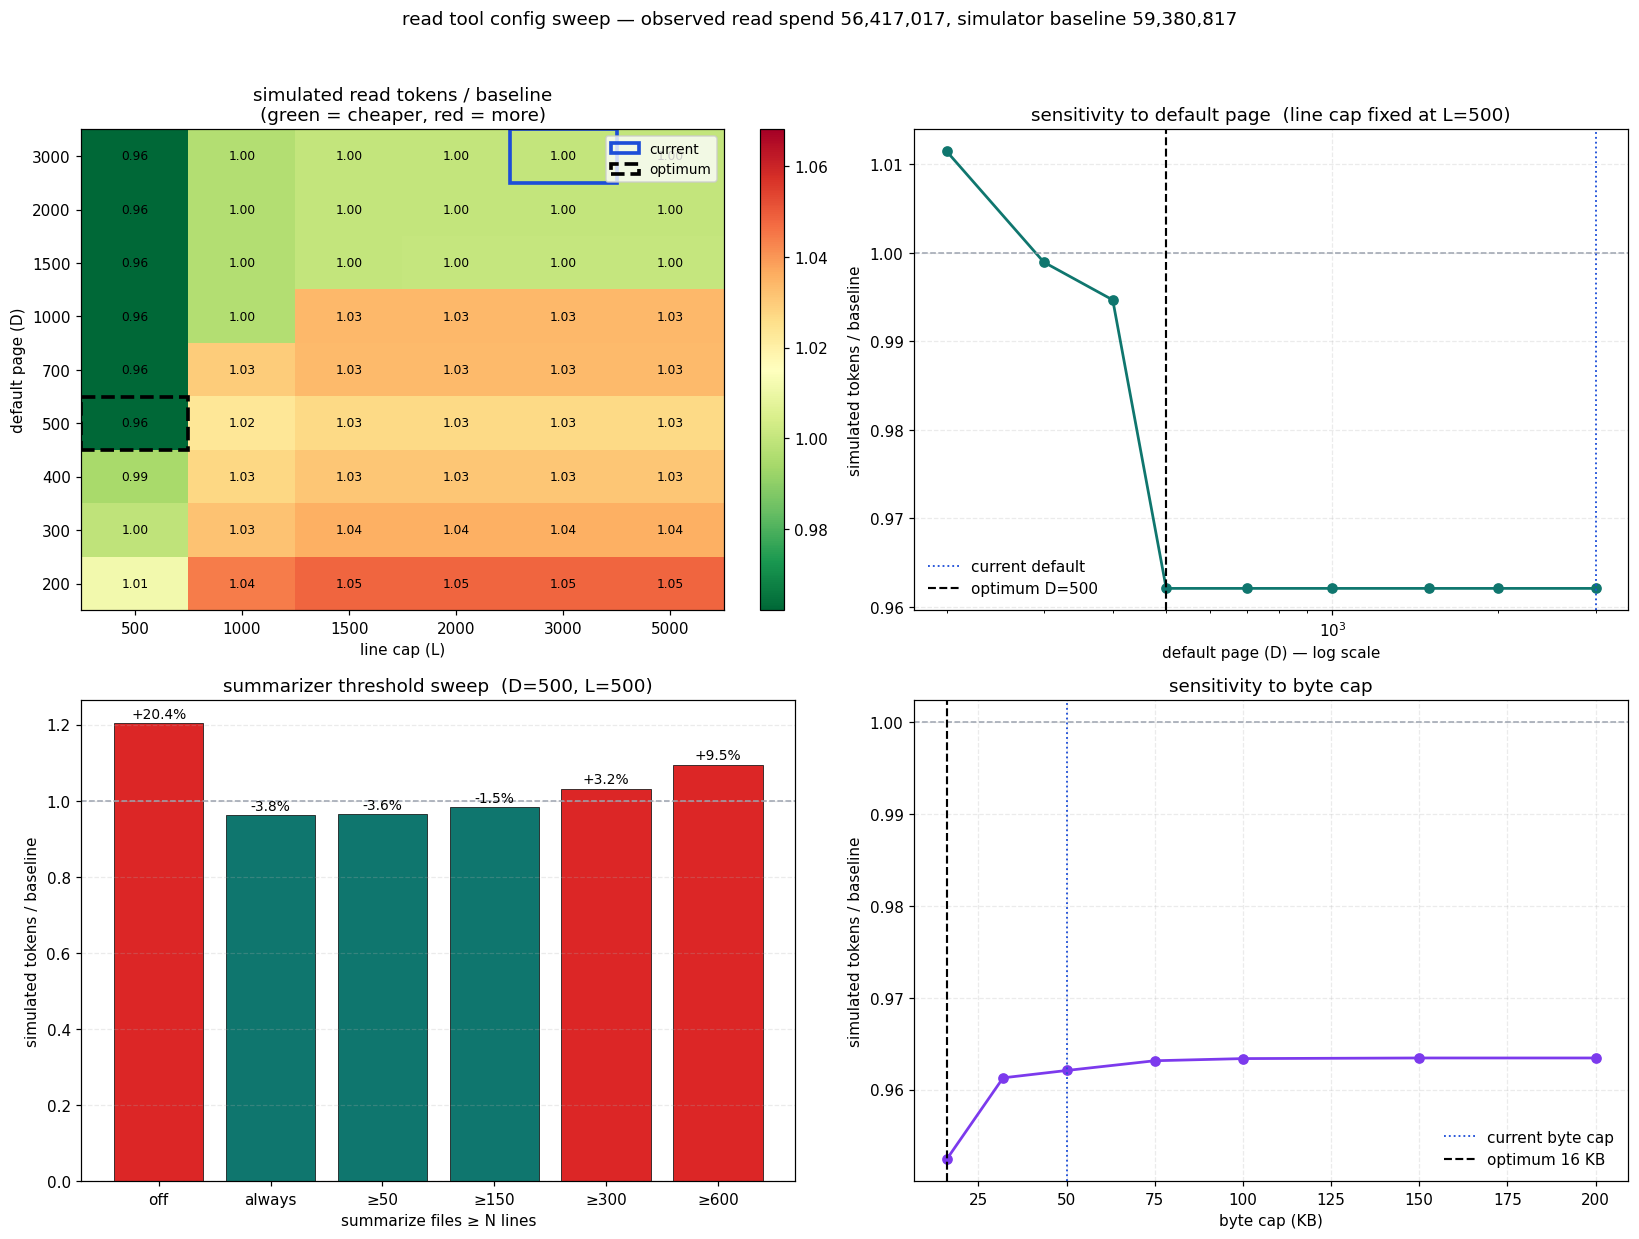 read tool config sweep — observed read spend 56,417,017, simulator baseline 59,380,817
simulated read tokens / baseline
(green = cheaper, red = more)
default page (D)
3000 0.96 1.00 1.00 1.00 1.00
current
optimum
2000 0.96 1.00 1.00 1.00 1.00 1.00
1500 0.96 1.00 1.00 1.00 1.00 1.00
1000 0.96 1.00 1.03 1.03 1.03 1.03
700 0.96 1.03 1.03 1.03 1.03 1.03
500 0.96 1.02 1.03 1.03 1.03 1.03
400 0.99 1.03 1.03 1.03 1.03 1.03
300 1.00 1.03 1.04 1.04 1.04 1.04
200 1.01 1.04 1.05 1.05 1.05 1.05
500 1000 1500 2000 3000 5000
line cap (L)
1.06
1.04
1.02
1.00
0.98
sensitivity to default page (line cap fixed at L=500)
simulated tokens / baseline
1.01
1.00
0.99
0.98
0.97
0.96
current default
optimum D=500
10³
default page (D) — log scale
summarizer threshold sweep (D=500, L=500)
simulated tokens / baseline
1.2
1.0
0.8
0.6
0.4
0.2
0.0
+20.4% -3.8% -3.6% -1.5% +3.2% +9.5%
off always ≥50 ≥150 ≥300 ≥600
summarize files ≥ N lines
sensitivity to byte cap
simulated tokens / baseline
1.00
0.99
0.98
0.97
0.96
current byte cap
optimum 16 KB
25 50 75 100 125 150 175 200
byte cap (KB)